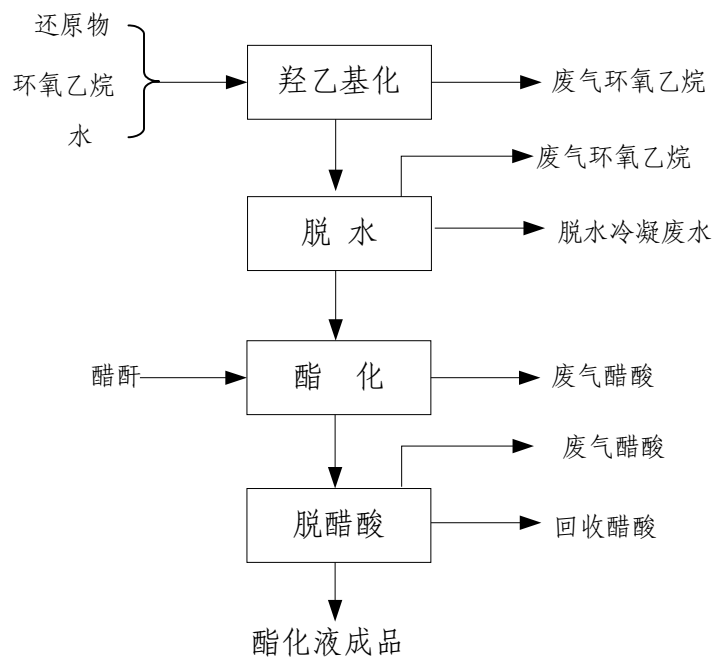 还原物
环氧乙烷
水
羟乙基化
废气环氧乙烷
废气环氧乙烷
脱 水
脱水冷凝废水
醋酐
酯 化
废气醋酸
废气醋酸
脱醋酸
回收醋酸
酯化液成品